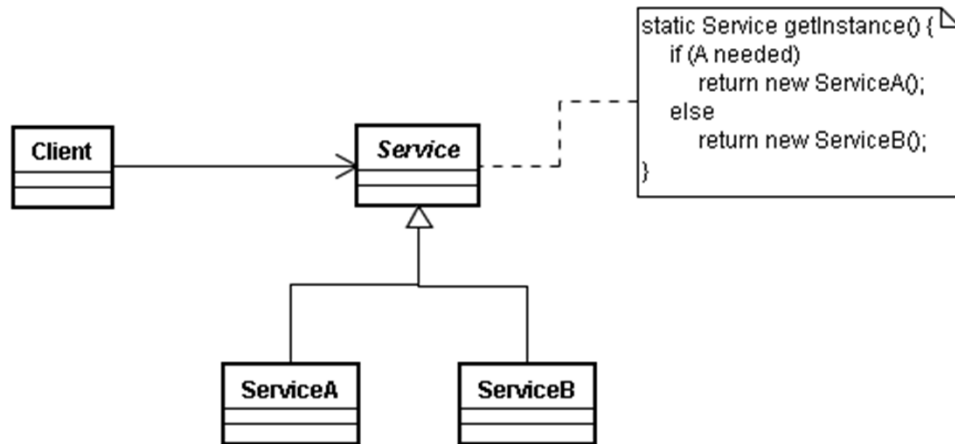 static Service getInstance() {
if (A needed)
return new ServiceA();
else
return new ServiceB();
}
Client
Service
ServiceA
ServiceB